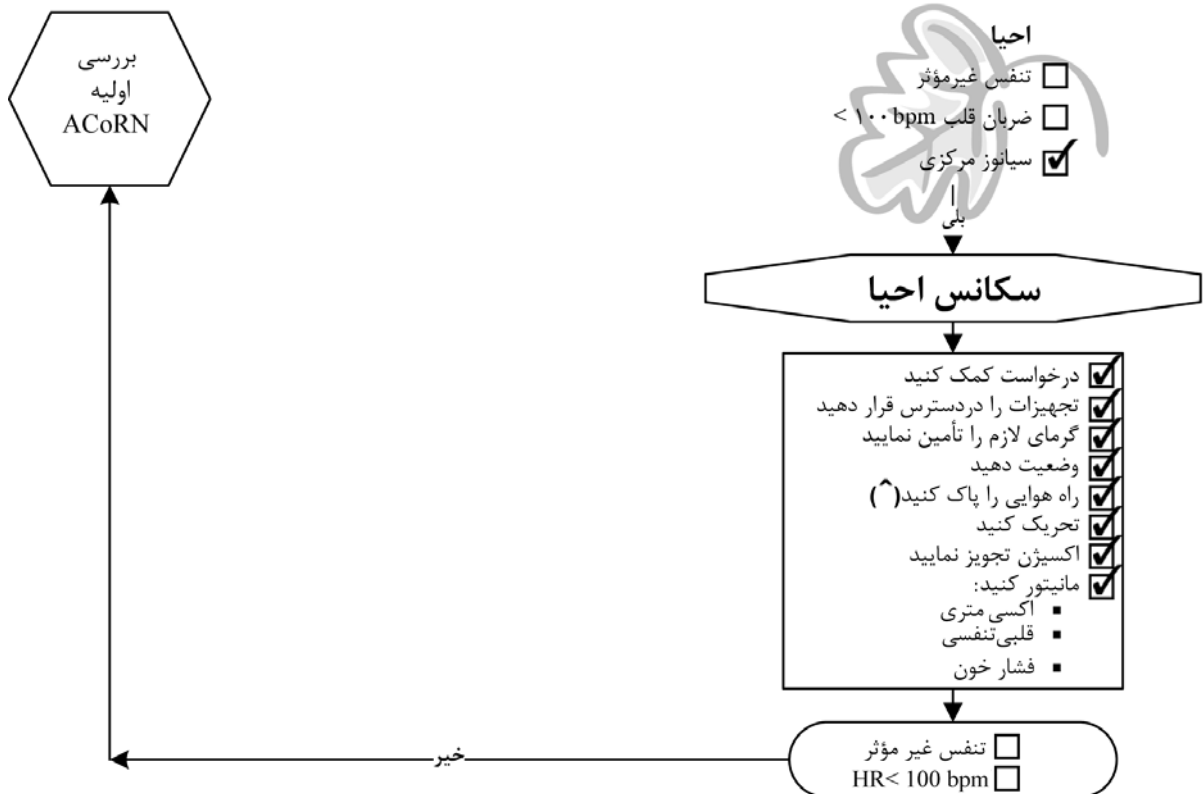 احیا
تنفس غیرمؤثر
ضربان قلب ۱۰۰ bpm >
سیانوز مرکزی
بلی
سکانس احیا
درخواست کمک کنید
تجهیزات را دردسترس قرار دهید
گرمای لازم را تأمین نمایید
وضعیت دهید
راه هوایی را پاک کنید(^)
تحریک کنید
اکسیژن تجویز نمایید
مانیتور کنید:
▪ اکسی متری
▪ قلبی‌تنفسی
▪ فشار خون
تنفس غیر مؤثر
HR< 100 bpm
خیر
بررسی
اولیه
ACoRN